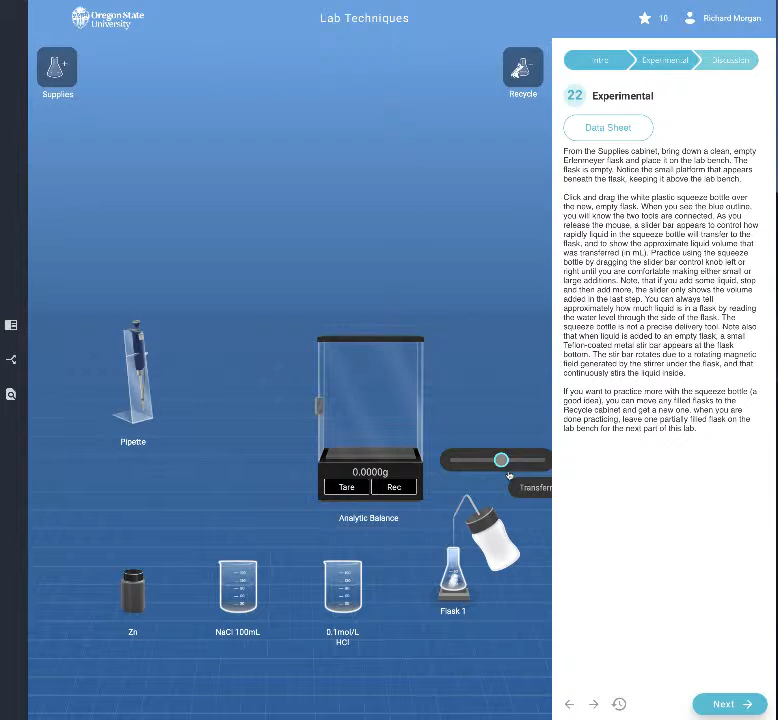 Oregon State
University
Lab Techniques
10
Richard Morgan
Supplies
Recycle
Intro
Experimental
Discussion
22 Experimental
Data Sheet
From the Supplies cabinet, bring down a clean, empty
Erlenmeyer flask and place it on the lab bench. The
flask is empty. Notice the small platform that appears
beneath the flask, keeping it above the lab bench.
Click and drag the white plastic squeeze bottle over
the new, empty flask. When you see the blue outline,
you will know the two tools are connected. As you
release the mouse, a slider bar appears to control how
rapidly liquid in the squeeze bottle will transfer to the
flask, and to show the approximate liquid volume that
was transferred (in mL). Practice using the squeeze
bottle by dragging the slider bar control knob left or
right until you are comfortable making either small or
large additions. Note, that if you add some liquid, stop
and then add more, the slider only shows the volume
added in the last step. You can always tell
approximately how much liquid is in a flask by reading
the water level through the side of the flask. The
squeeze bottle is not a precise delivery tool. Note also
that when liquid is added to an empty flask, a small
Teflon-coated metal stir bar appears at the flask
bottom. The stir bar rotates due to a rotating magnetic
field generated by the stirrer under the flask, and that
continuously stirs the liquid inside.
If you want to practice more with the squeeze bottle (a
good idea), you can move any filled flasks to the
Recycle cabinet and get a new one. when you are
done practicing, leave one partially filled flask on the
lab bench for the next part of this lab.
Pipette
0.0000g
Tare
Rec
Analytic Balance
Transferr
Flask 1
Zn
NaCl 100mL
0.1mol/L
HCl
Next